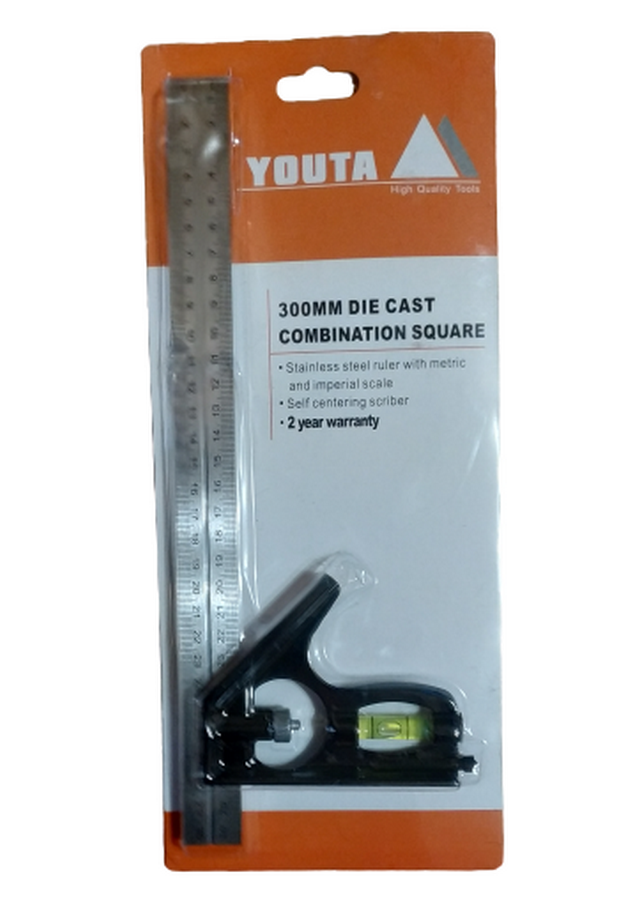 YOUTA
High Quality Tools
300MM DIE CAST
COMBINATION SQUARE
• Stainless steel ruler with metric
and imperial scale
• Self centering scriber
• 2 year warranty